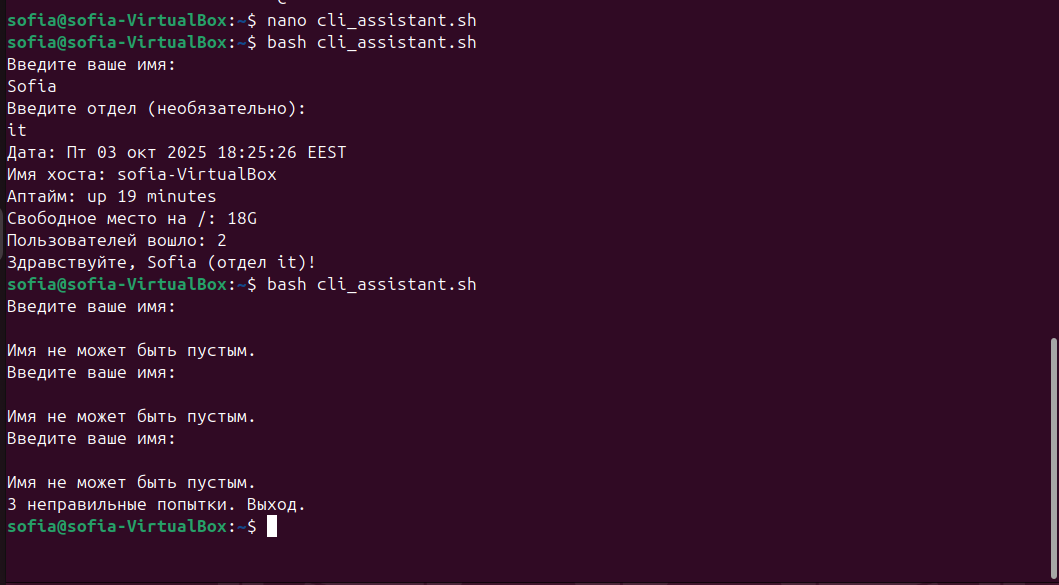 sofia@sofia-VirtualBox:~$ nano cli_assistant.sh
sofia@sofia-VirtualBox:~$ bash cli_assistant.sh
Введите ваше имя:
Sofia
Введите отдел (необязательно):
it
Дата: Пт 03 окт 2025 18:25:26 EEST
Имя хоста: sofia-VirtualBox
Аптайм: up 19 minutes
Свободное место на /: 18G
Пользователей вошло: 2
Здравствуйте, Sofia (отдел it)!
sofia@sofia-VirtualBox:~$ bash cli_assistant.sh
Введите ваше имя:
Имя не может быть пустым.
Введите ваше имя:
Имя не может быть пустым.
Введите ваше имя:
Имя не может быть пустым.
3 неправильные попытки. Выход.
sofia@sofia-VirtualBox:~$